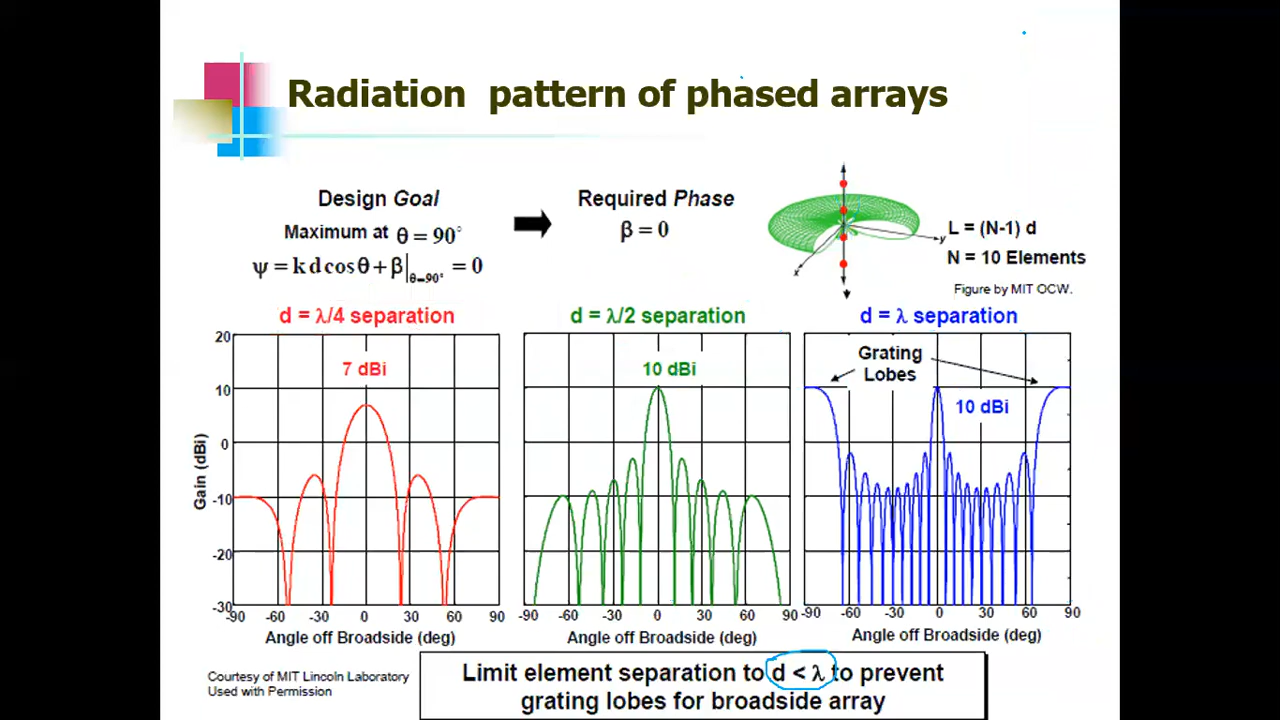 Radiation pattern of phased arrays
Design Goal
Maximum at θ = 90°
ψ = k d cos θ + β|θ=90° = 0
Required Phase
β = 0
x
y
L = (N-1) d
N = 10 Elements
Figure by MIT OCW.
d = λ/4 separation
7 dBi
Gain (dBi)
20
10
0
-10
-20
-30
-90 -60 -30 0 30 60 90
Angle off Broadside (deg)
d = λ/2 separation
10 dBi
-90 -60 -30 0 30 60 90
Angle off Broadside (deg)
d = λ separation
Grating
Lobes
10 dBi
-90 -60 -30 0 30 60 90
Angle off Broadside (deg)
Courtesy of MIT Lincoln Laboratory
Used with Permission
Limit element separation to d < λ to prevent
grating lobes for broadside array